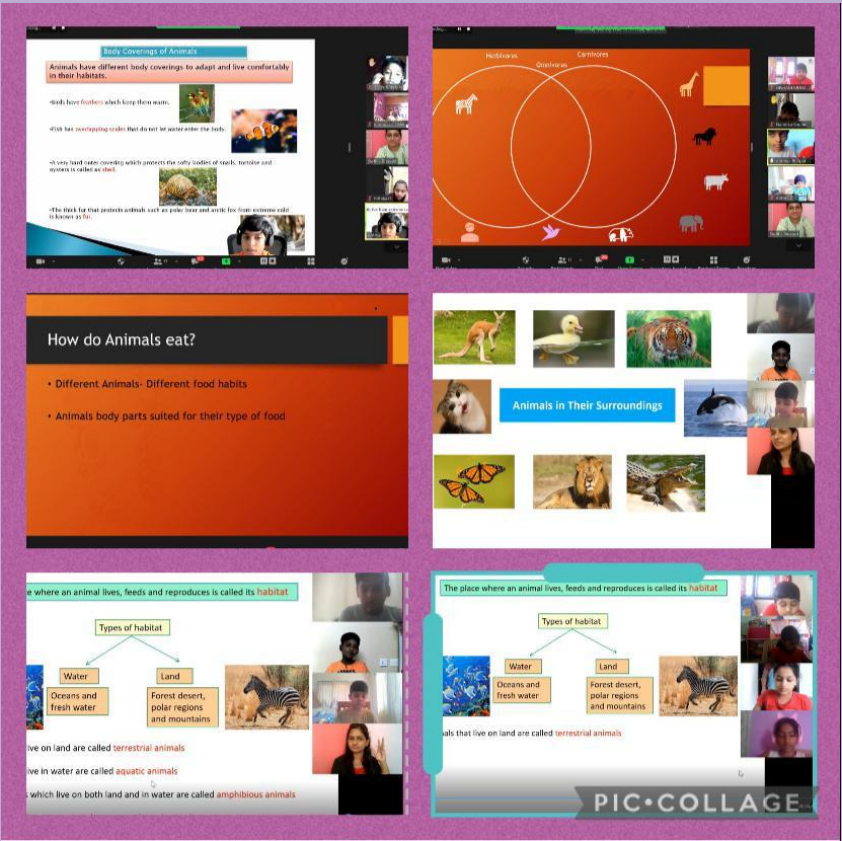 Body Coverings of Animals
Animals have different body coverings to adapt and live comfortably
in their habitats.
•Birds have feathers which keep them warm.
•Fish has overlapping scales that do not let water enter the body.
•A very hard outer covering which protects the softy bodies of snails, tortoise and
oysters is called as shell.
•The thick fur that protects animals such as polar bear and arctic fox from extreme cold
is known as fur.
Herbivores
Carnivores
Omnivores
How do Animals eat?
• Different Animals- Different food habits
• Animals body parts suited for their type of food
Animals in Their Surroundings
e where an animal lives, feeds and reproduces is called its habitat
Types of habitat
Water
Land
Oceans and
fresh water
Forest desert,
polar regions
and mountains
live on land are called terrestrial animals
live in water are called aquatic animals
which live on both land and in water are called amphibious animals
The place where an animal lives, feeds and reproduces is called its habitat
Types of habitat
Water
Land
Oceans and
fresh water
Forest desert,
polar regions
and mountains
als that live on land are called terrestrial animals
PIC•COLLAGE